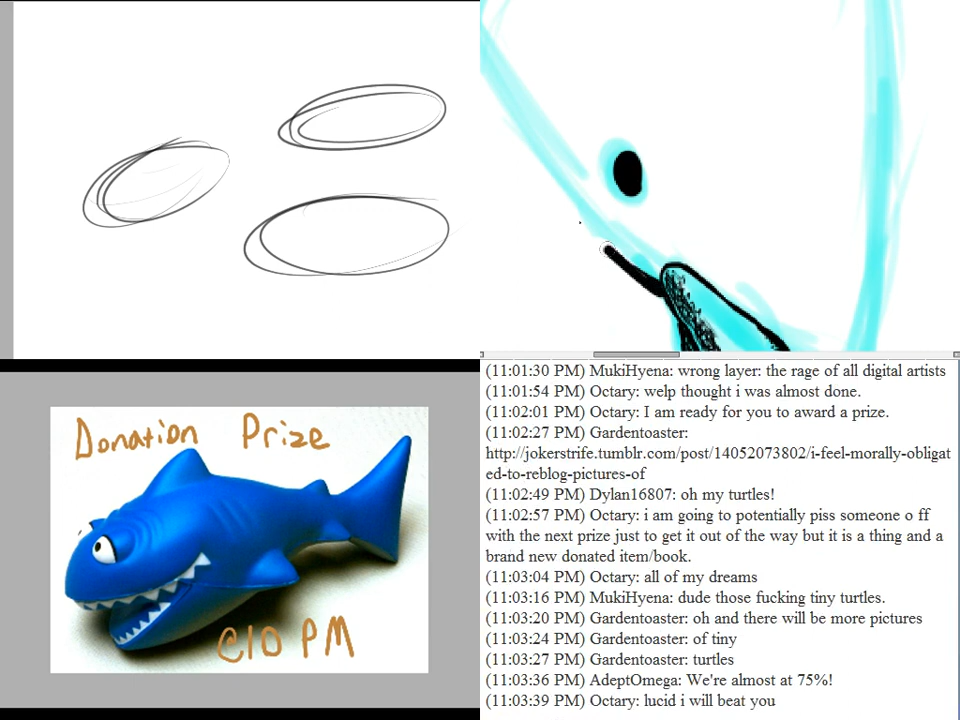 Donation Prize
@10 PM
(11:01:30 PM) MukiHyena: wrong layer: the rage of all digital artists
(11:01:54 PM) Octary: welp thought i was almost done.
(11:02:01 PM) Octary: I am ready for you to award a prize.
(11:02:27 PM) Gardentoaster:
http://jokerstrife.tumblr.com/post/14052073802/i-feel-morally-obligat
ed-to-reblog-pictures-of
(11:02:49 PM) Dylan16807: oh my turtles!
(11:02:57 PM) Octary: i am going to potentially piss someone o ff
with the next prize just to get it out of the way but it is a thing and a
brand new donated item/book.
(11:03:04 PM) Octary: all of my dreams
(11:03:16 PM) MukiHyena: dude those fucking tiny turtles.
(11:03:20 PM) Gardentoaster: oh and there will be more pictures
(11:03:24 PM) Gardentoaster: of tiny
(11:03:27 PM) Gardentoaster: turtles
(11:03:36 PM) AdeptOmega: We're almost at 75%!
(11:03:39 PM) Octary: lucid i will beat you